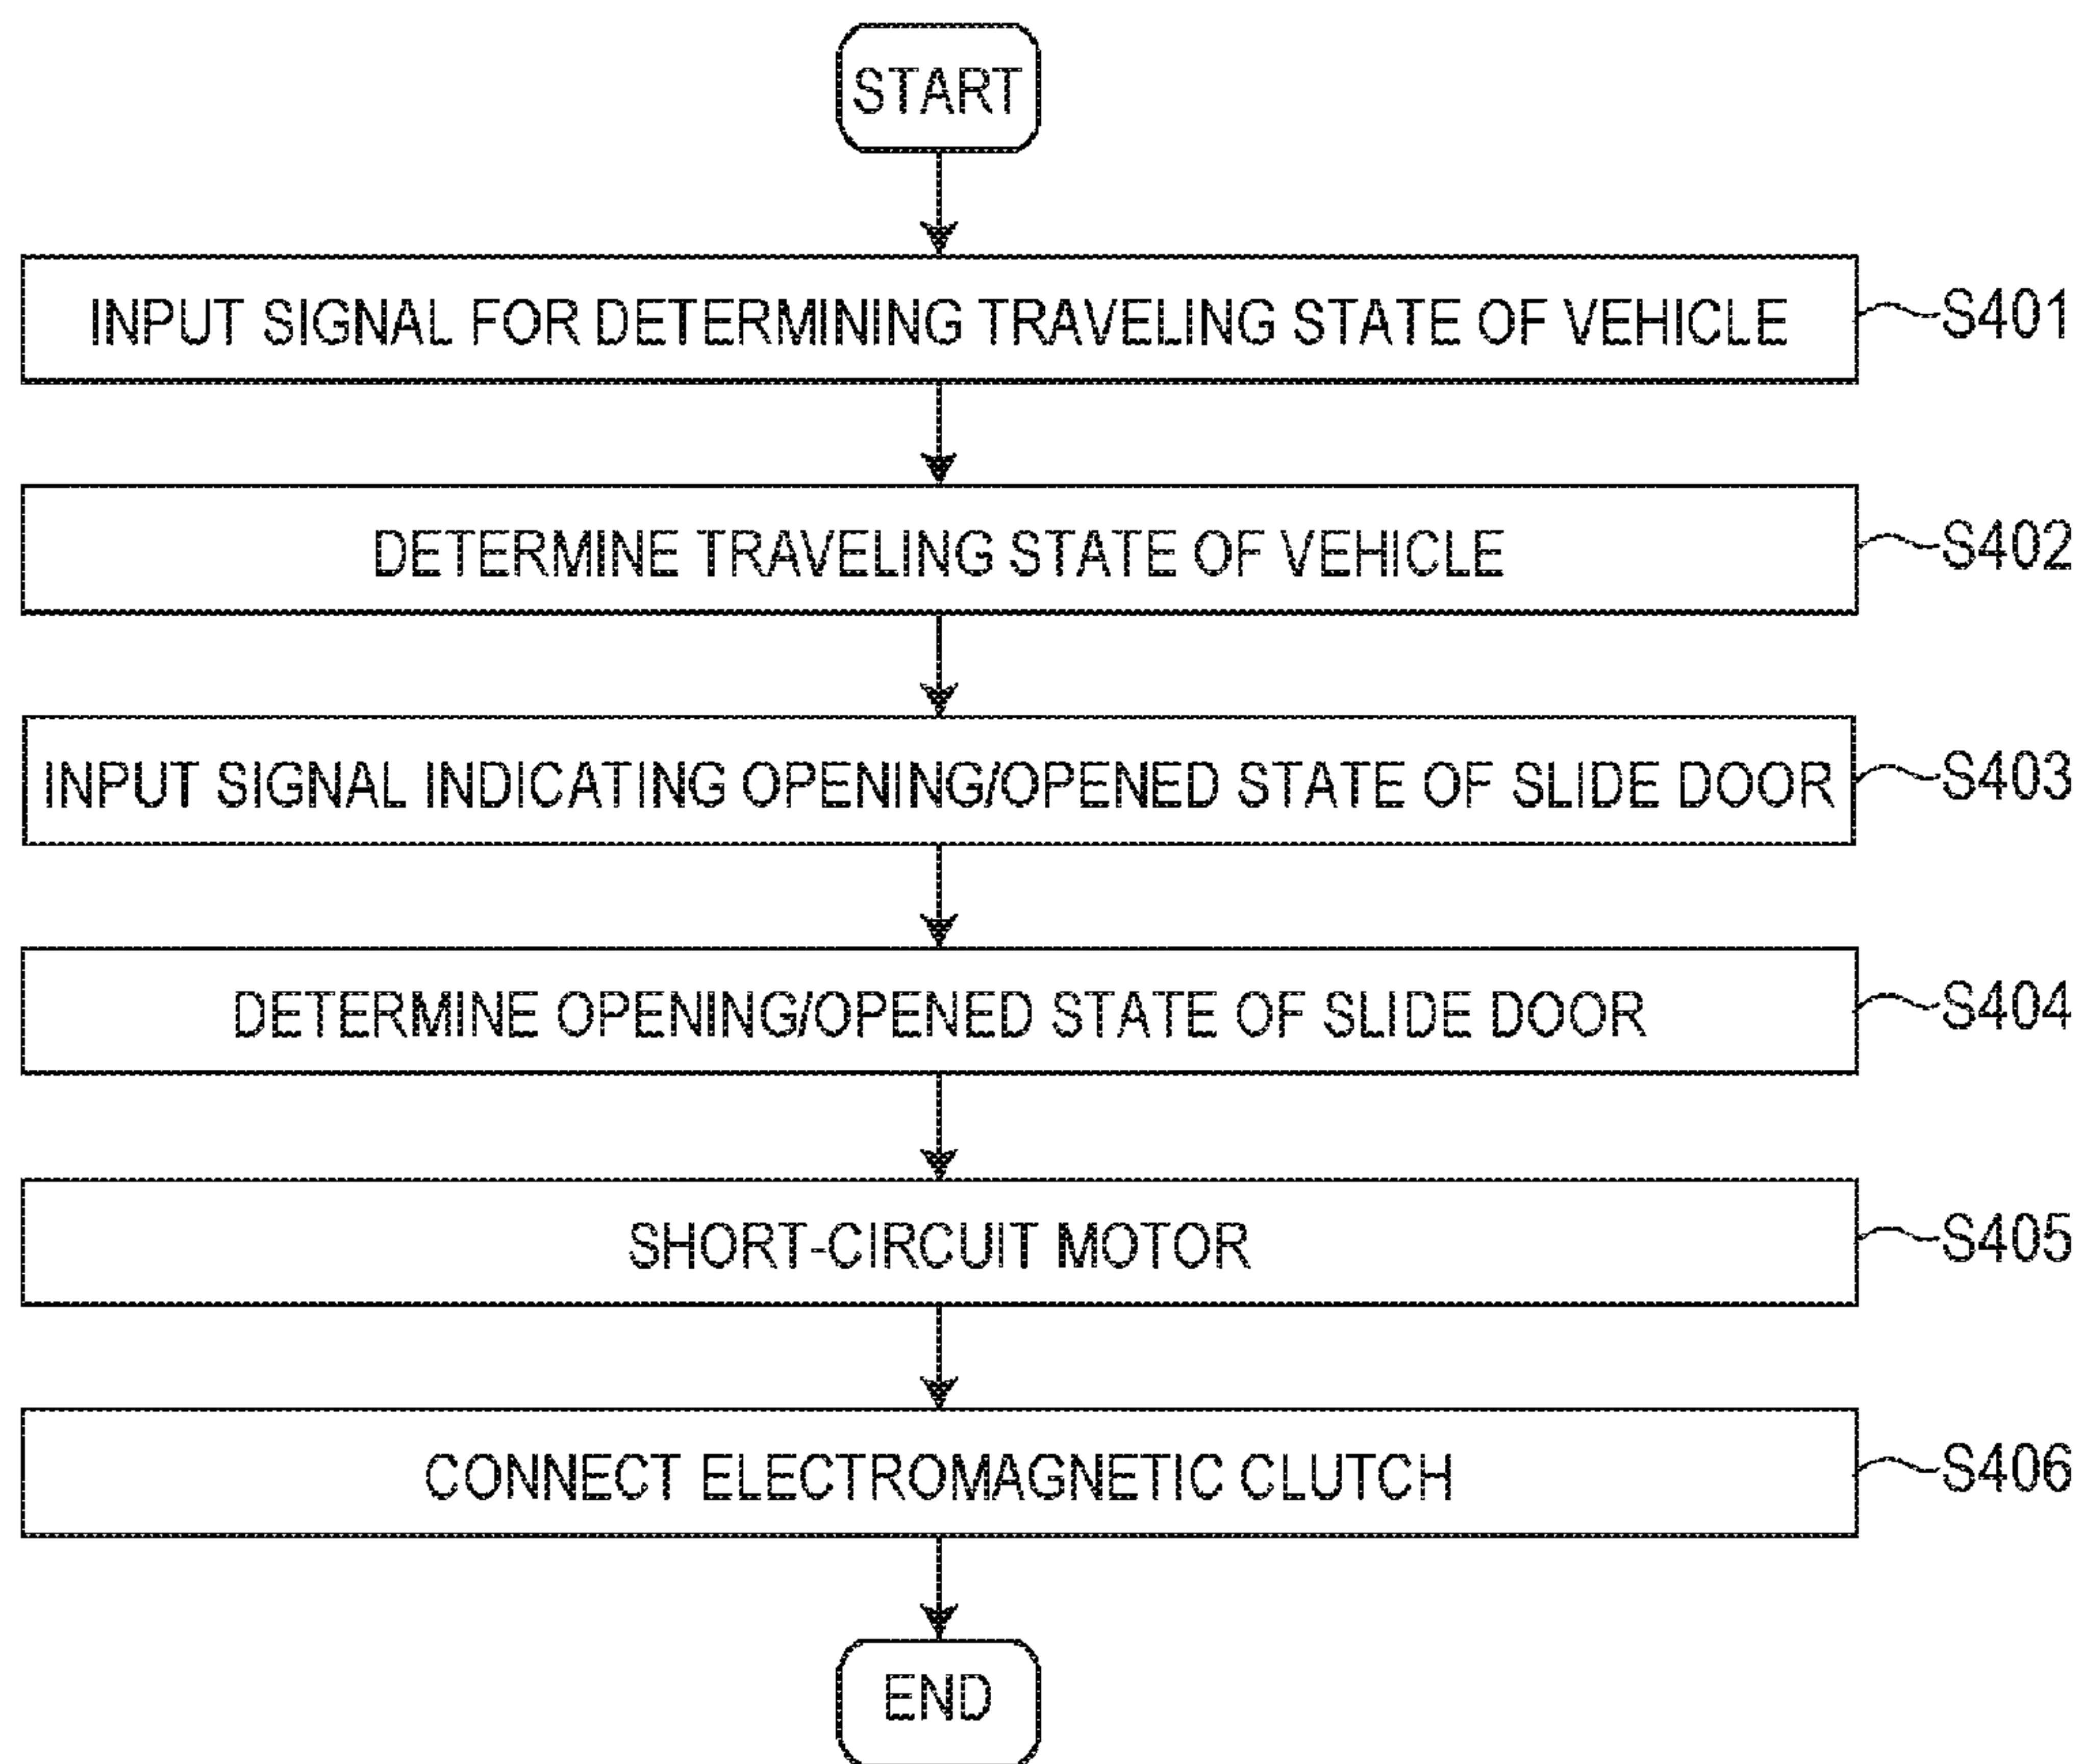 START
INPUT SIGNAL FOR DETERMINING TRAVELING STATE OF VEHICLE
S401
DETERMINE TRAVELING STATE OF VEHICLE
S402
INPUT SIGNAL INDICATING OPENING/OPENED STATE OF SLIDE DOOR
S403
DETERMINE OPENING/OPENED STATE OF SLIDE DOOR
S404
SHORT-CIRCUIT MOTOR
S405
CONNECT ELECTROMAGNETIC CLUTCH
S406
END